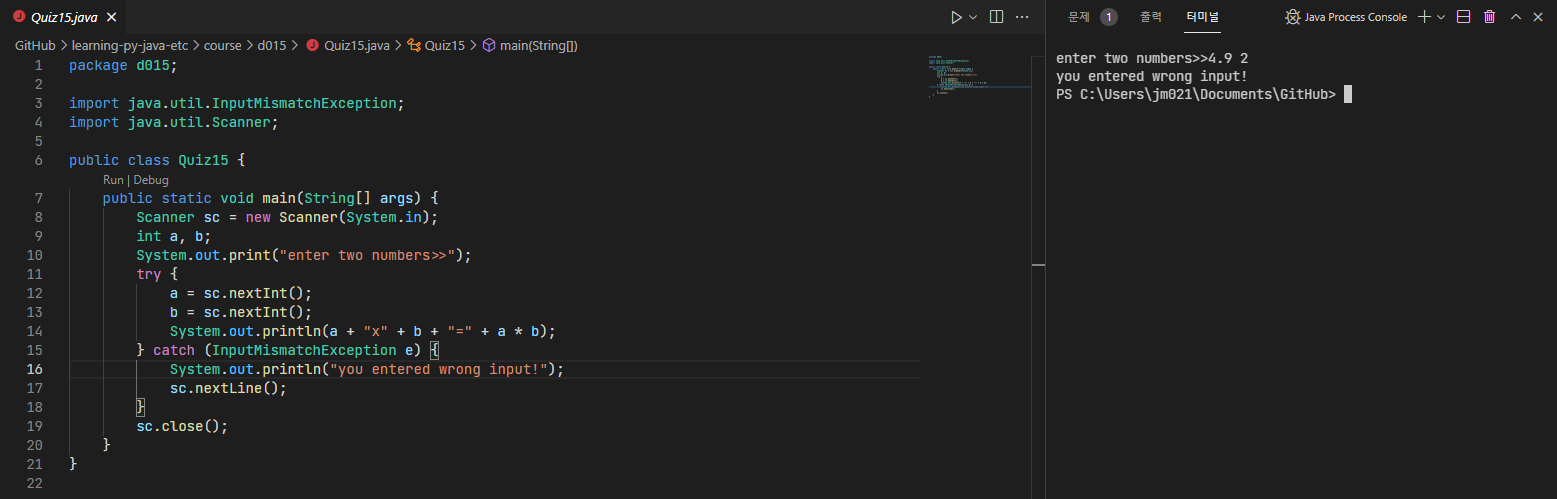 Quiz15.java
GitHub > learning-py-java-etc > course > d015 > Quiz15.java > Quiz15 > main(String[])
1 package d015;
2
3 import java.util.InputMismatchException;
4 import java.util.Scanner;
5
6 public class Quiz15 {
Run | Debug
7 public static void main(String[] args) {
8 Scanner sc = new Scanner(System.in);
9 int a, b;
10 System.out.print("enter two numbers>>");
11 try {
12 a = sc.nextInt();
13 b = sc.nextInt();
14 System.out.println(a + "x" + b + "=" + a * b);
15 } catch (InputMismatchException e) {
16 System.out.println("you entered wrong input!");
17 sc.nextLine();
18 }
19 sc.close();
20 }
21 }
22
문제 1 출력 터미널 Java Process Console
enter two numbers>>4.9 2
you entered wrong input!
PS C:\Users\jm021\Documents\GitHub>